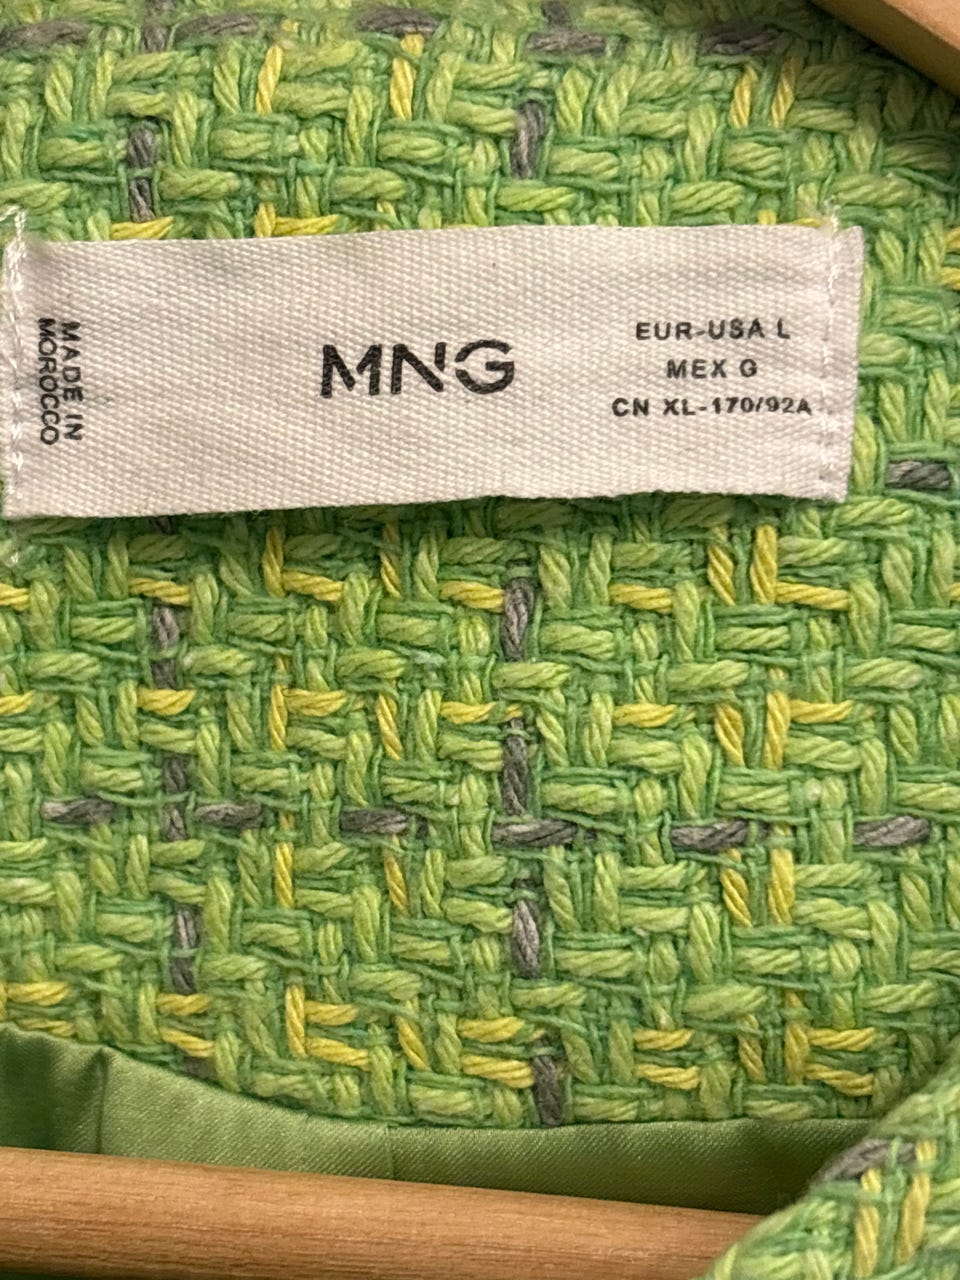 MADE IN
MOROCCO
MNG
EUR-USA L
MEX G
CN XL-170/92A